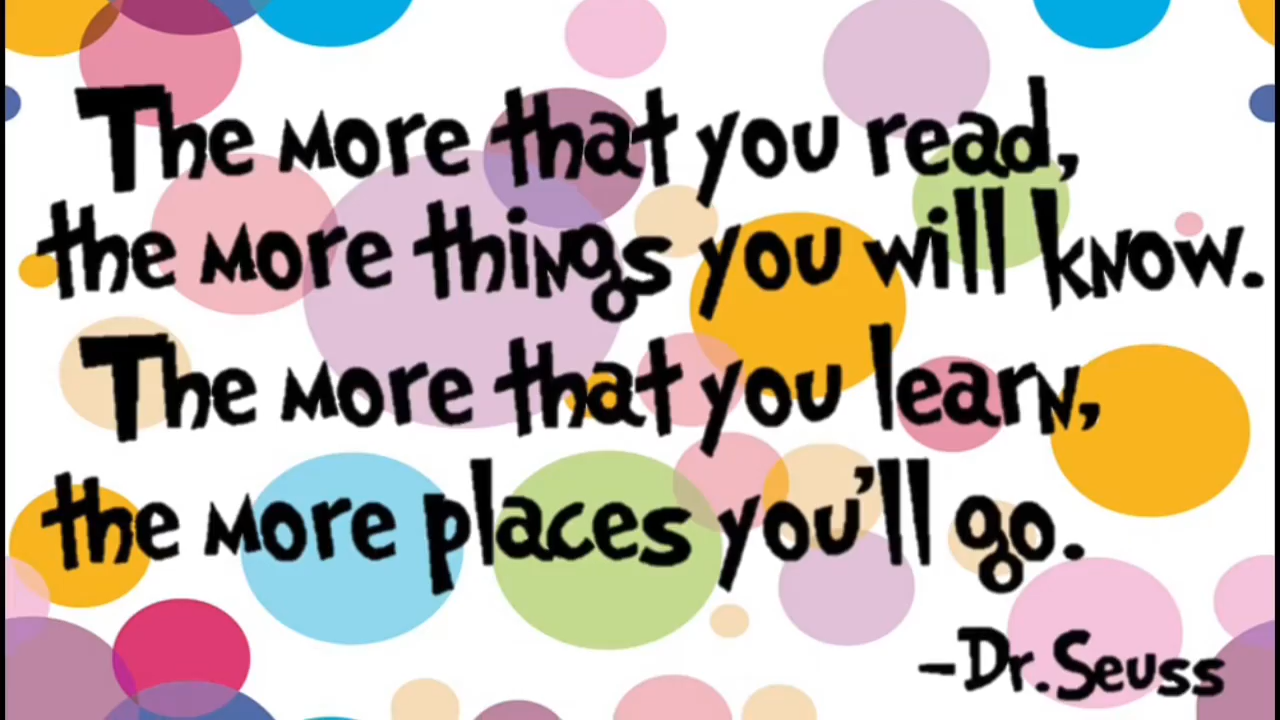 The more that you read,
the more things you will know.
The more that you learn,
the more places you'll go.
-Dr. Seuss